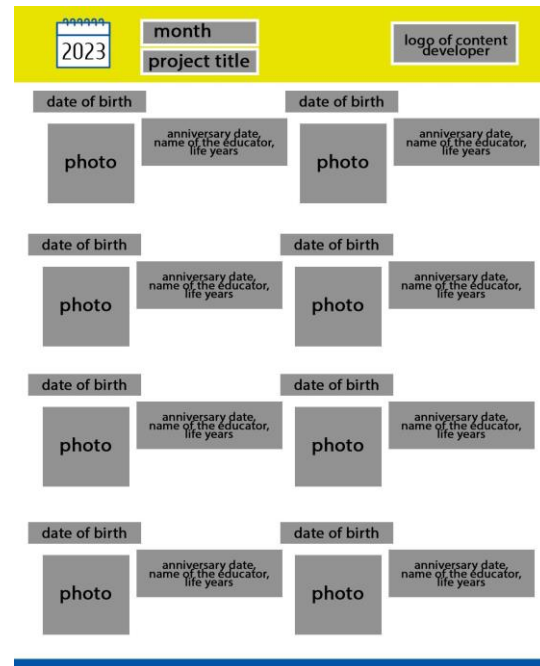 2023
month
project title
logo of content
developer
date of birth
photo
anniversary date,
name of the educator,
life years
date of birth
photo
anniversary date,
name of the educator,
life years
date of birth
photo
anniversary date,
name of the educator,
life years
date of birth
photo
anniversary date,
name of the educator,
life years
date of birth
photo
anniversary date,
name of the educator,
life years
date of birth
photo
anniversary date,
name of the educator,
life years
date of birth
photo
anniversary date,
name of the educator,
life years
date of birth
photo
anniversary date,
name of the educator,
life years